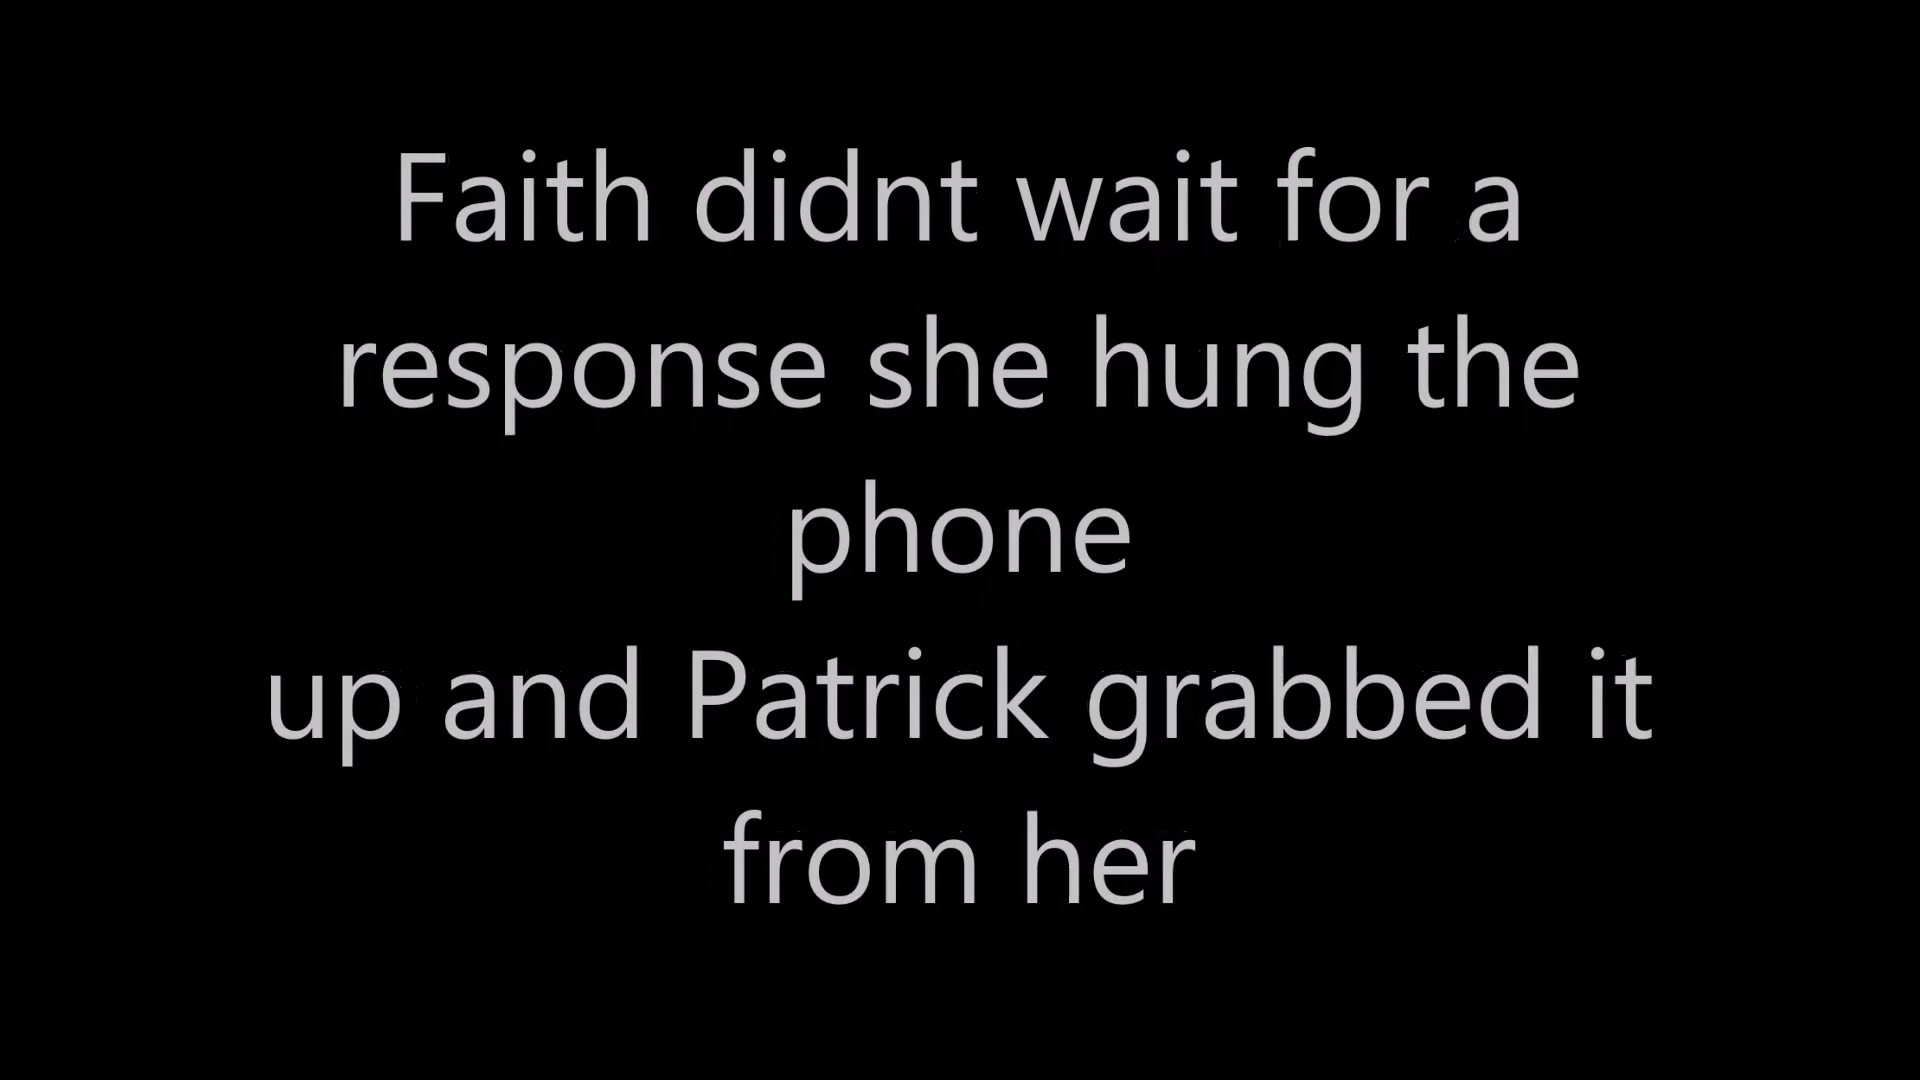 Faith didnt wait for a
response she hung the
phone
up and Patrick grabbed it
from her